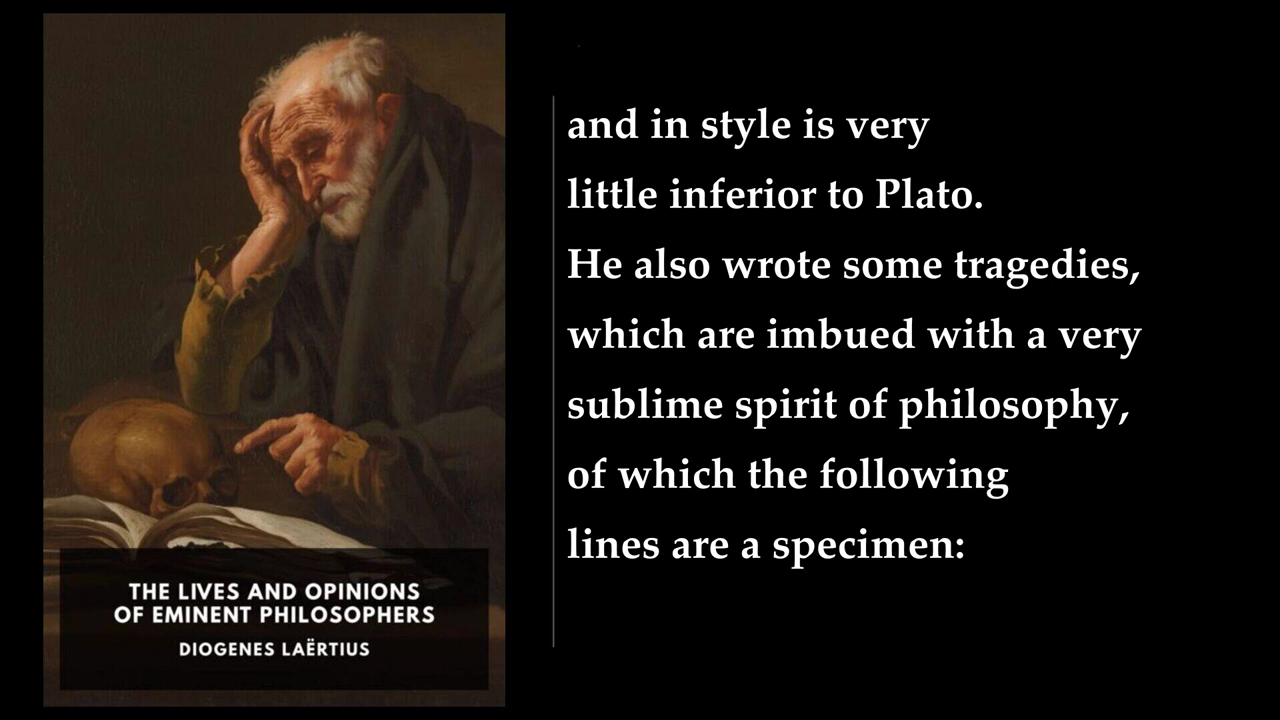 and in style is very
little inferior to Plato.
He also wrote some tragedies,
which are imbued with a very
sublime spirit of philosophy,
of which the following
lines are a specimen:
THE LIVES AND OPINIONS
OF EMINENT PHILOSOPHERS
DIOGENES LAËRTIUS